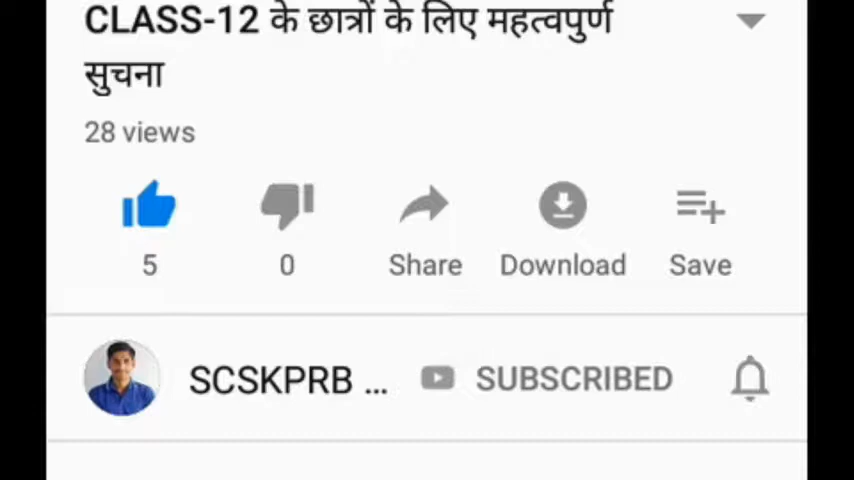 CLASS-12 के छात्रों के लिए महत्वपुर्ण
सुचना
28 views
5 0 Share Download Save
SCSKPRB ... SUBSCRIBED